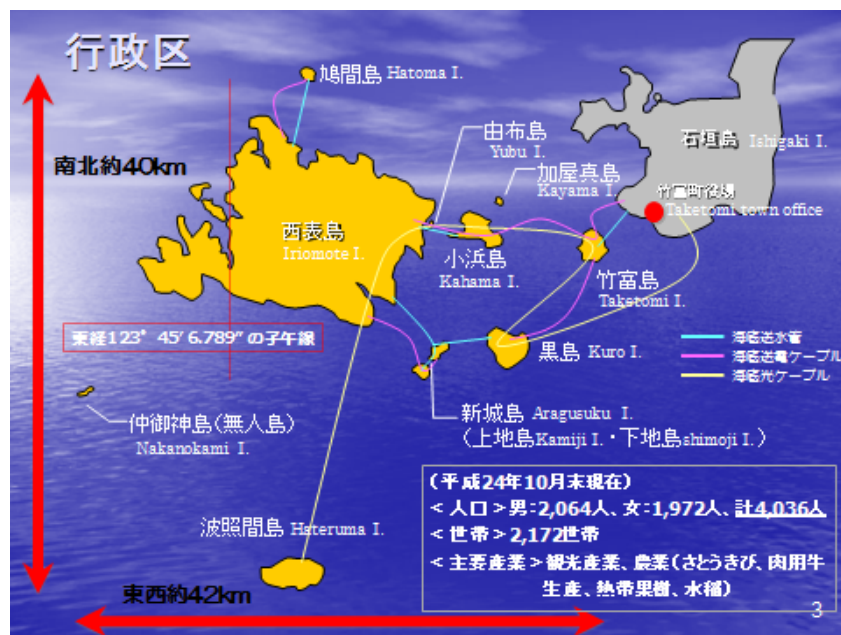 行政区
鳩間島 Hatoma I.
南北約40km
由布島
Yubu I.
加屋真島
Kayama I.
石垣島 Ishigaki I.
竹富町役場
Taketomi town office
西表島
Iriomote I.
小浜島
Kahama I.
竹富島
Taketomi I.
東経123°45′6.789″の子午線
黒島 Kuro I.
海底送水管
海底送電ケーブル
海底光ケーブル
仲御神島(無人島)
Nakanokami I.
新城島 Aragusuku I.
(上地島Kamiji I.・下地島shimoji I.)
波照間島 Hateruma I.
東西約42km
(平成24年10月末現在)
<人口>男:2,064人、女:1,972人、計4,036人
<世帯>2,172世帯
<主要産業>観光産業、農業(さとうきび、肉用牛
生産、熱帯果樹、水稲)
3